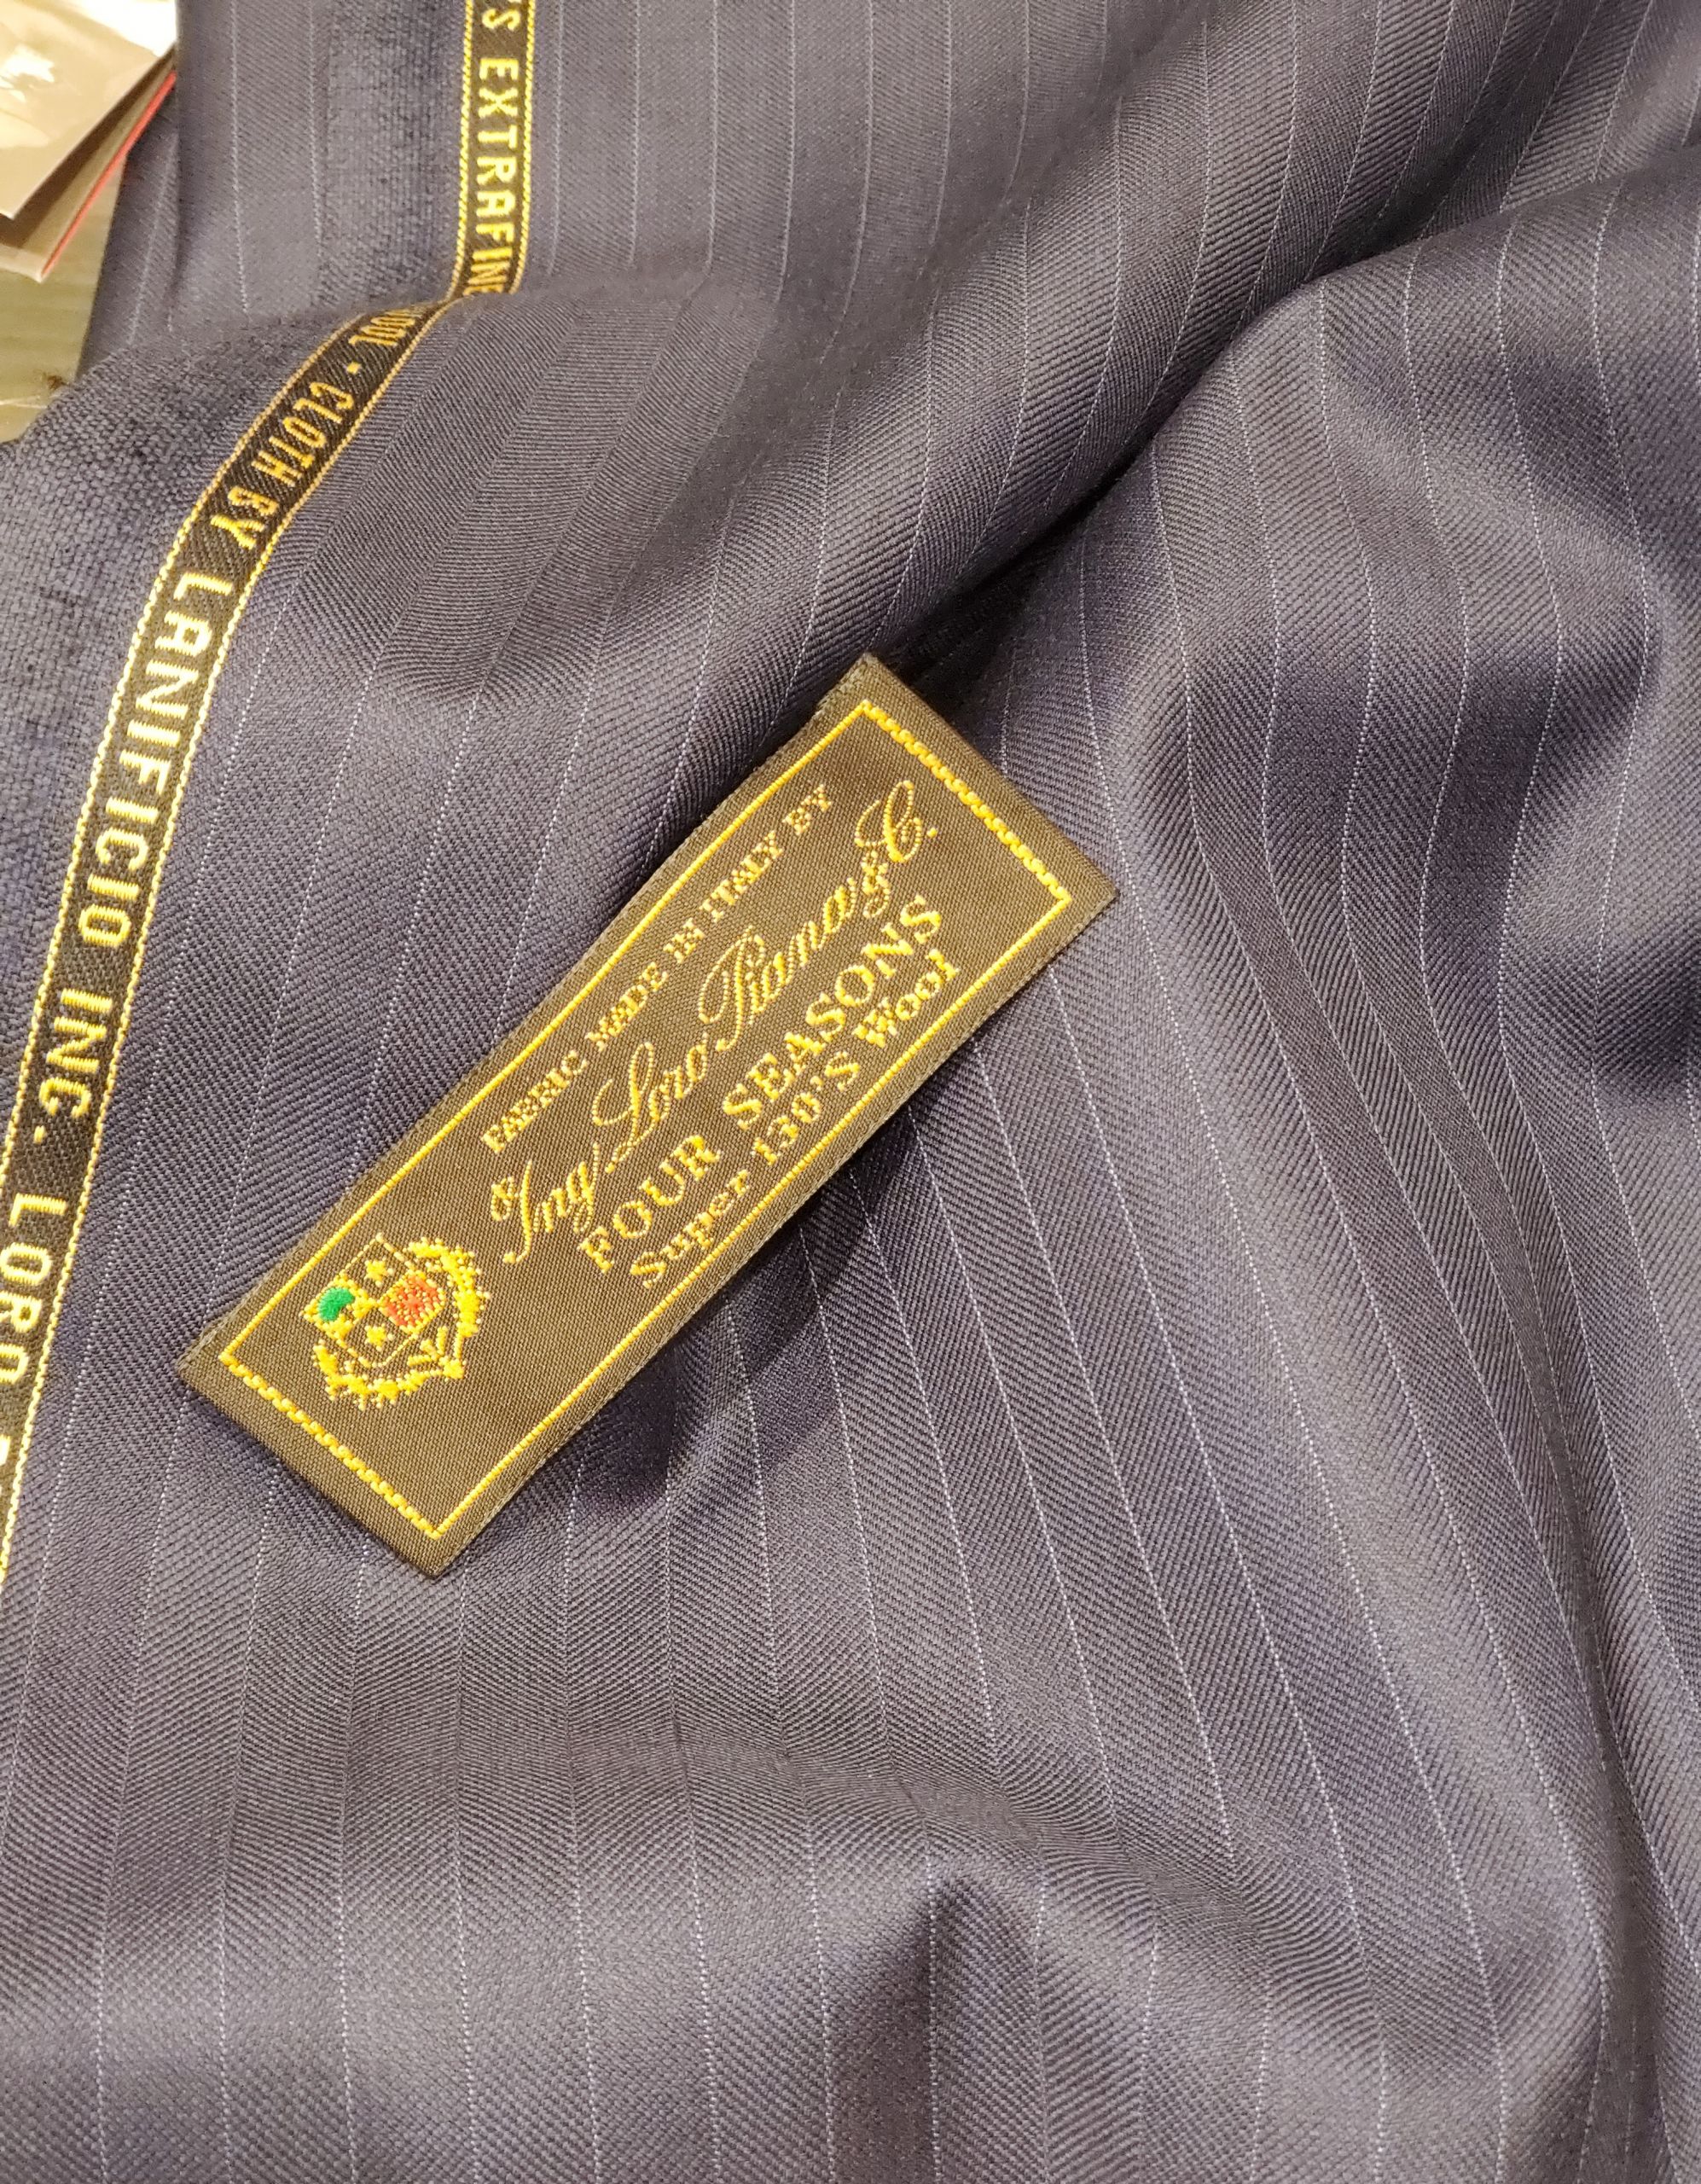 'S EXTRAFINE WOOL · CLOTH BY LANIFICIO INC. LORO
FABRIC MADE IN ITALY BY
Ing. Loro Piana & C.
FOUR SEASONS
Super 130'S Wool